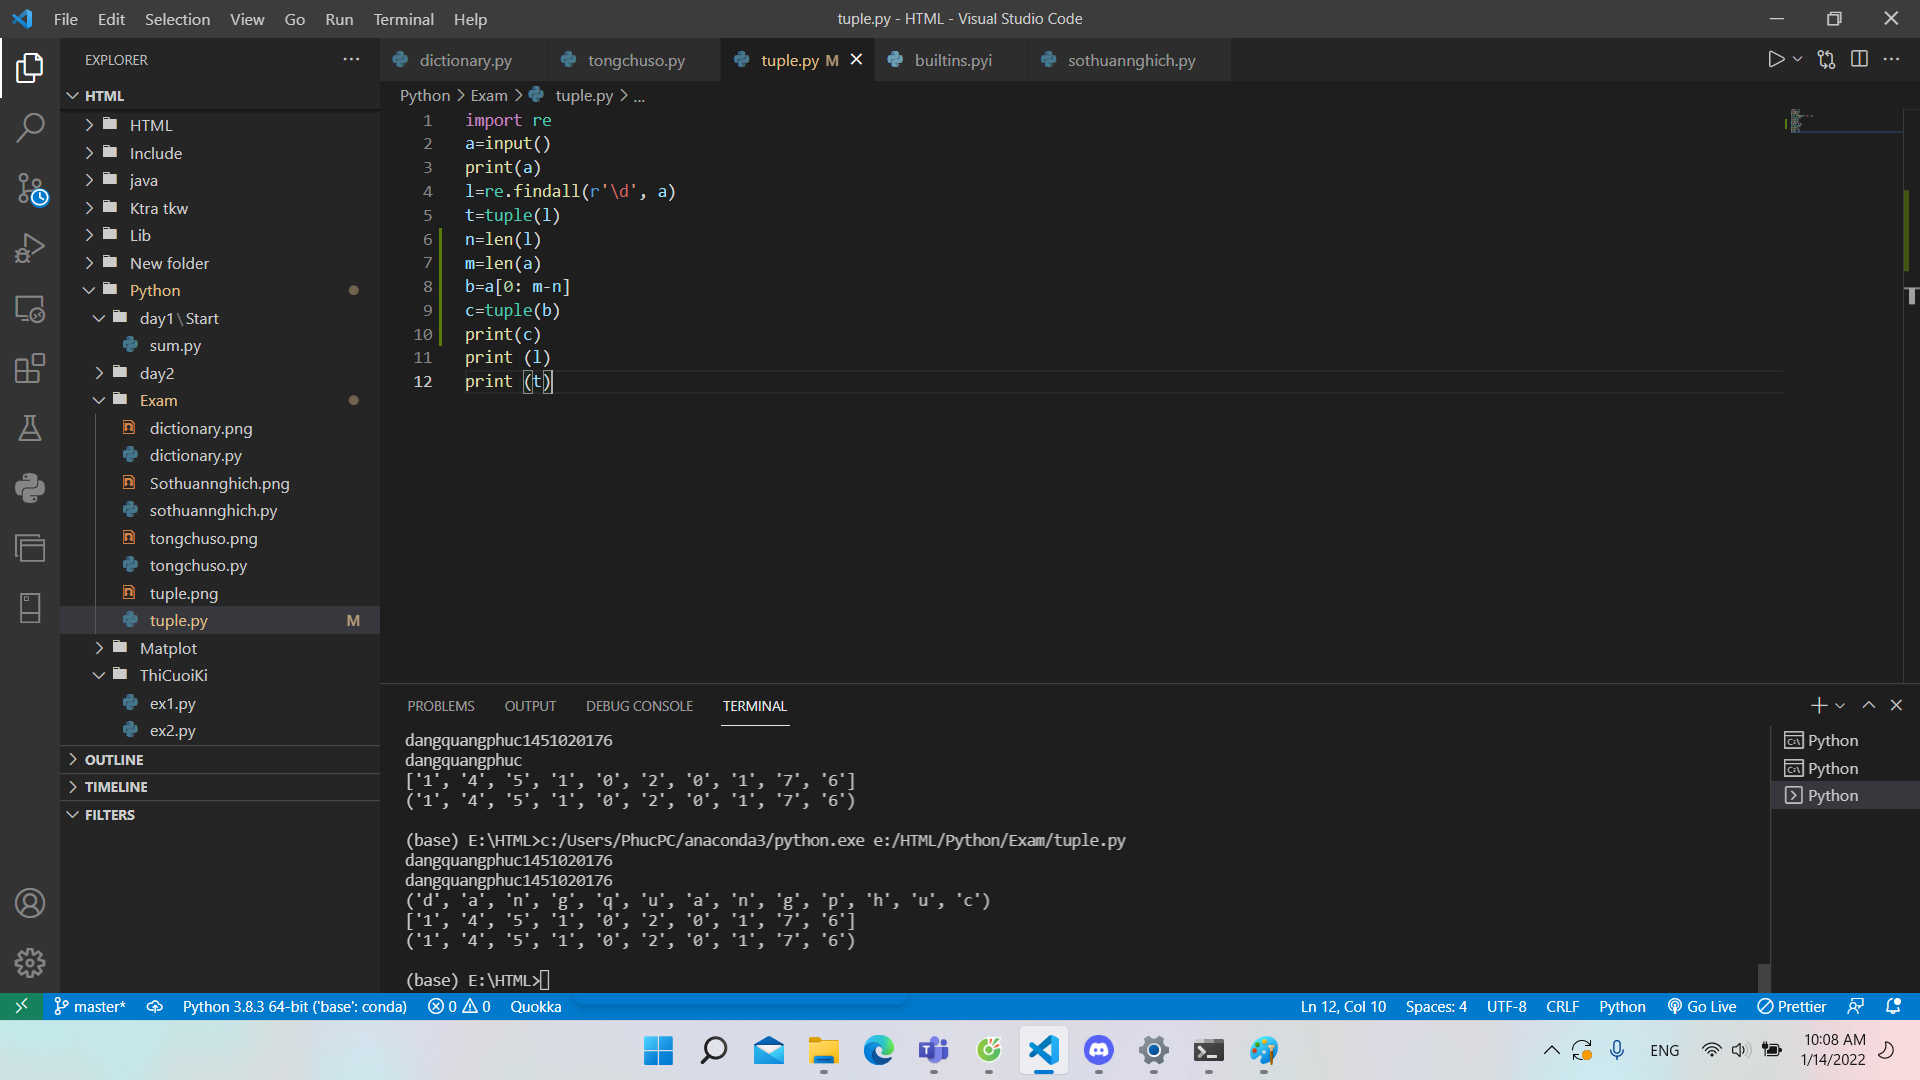 File Edit Selection View Go Run Terminal Help
tuple.py - HTML - Visual Studio Code
EXPLORER
HTML
HTML
Include
java
Ktra tkw
Lib
New folder
Python
day1\Start
sum.py
day2
Exam
dictionary.png
dictionary.py
Sothuannghich.png
sothuannghich.py
tongchuso.png
tongchuso.py
tuple.png
tuple.py M
Matplot
ThiCuoiKi
ex1.py
ex2.py
OUTLINE
TIMELINE
FILTERS
dictionary.py tongchuso.py tuple.py M builtins.pyi sothuannghich.py
Python > Exam > tuple.py > ...
1 import re
2 a=input()
3 print(a)
4 l=re.findall(r'\d', a)
5 t=tuple(l)
6 n=len(l)
7 m=len(a)
8 b=a[0: m-n]
9 c=tuple(b)
10 print(c)
11 print (l)
12 print (t)
PROBLEMS OUTPUT DEBUG CONSOLE TERMINAL
dangquangphuc1451020176
dangquangphuc
['1', '4', '5', '1', '0', '2', '0', '1', '7', '6']
('1', '4', '5', '1', '0', '2', '0', '1', '7', '6')
(base) E:\HTML>c:/Users/PhucPC/anaconda3/python.exe e:/HTML/Python/Exam/tuple.py
dangquangphuc1451020176
dangquangphuc1451020176
('d', 'a', 'n', 'g', 'q', 'u', 'a', 'n', 'g', 'p', 'h', 'u', 'c')
['1', '4', '5', '1', '0', '2', '0', '1', '7', '6']
('1', '4', '5', '1', '0', '2', '0', '1', '7', '6')
(base) E:\HTML>
Python
Python
Python
master* Python 3.8.3 64-bit ('base': conda) 0 0 Quokka
Ln 12, Col 10 Spaces: 4 UTF-8 CRLF Python Go Live Prettier
ENG
10:08 AM
1/14/2022